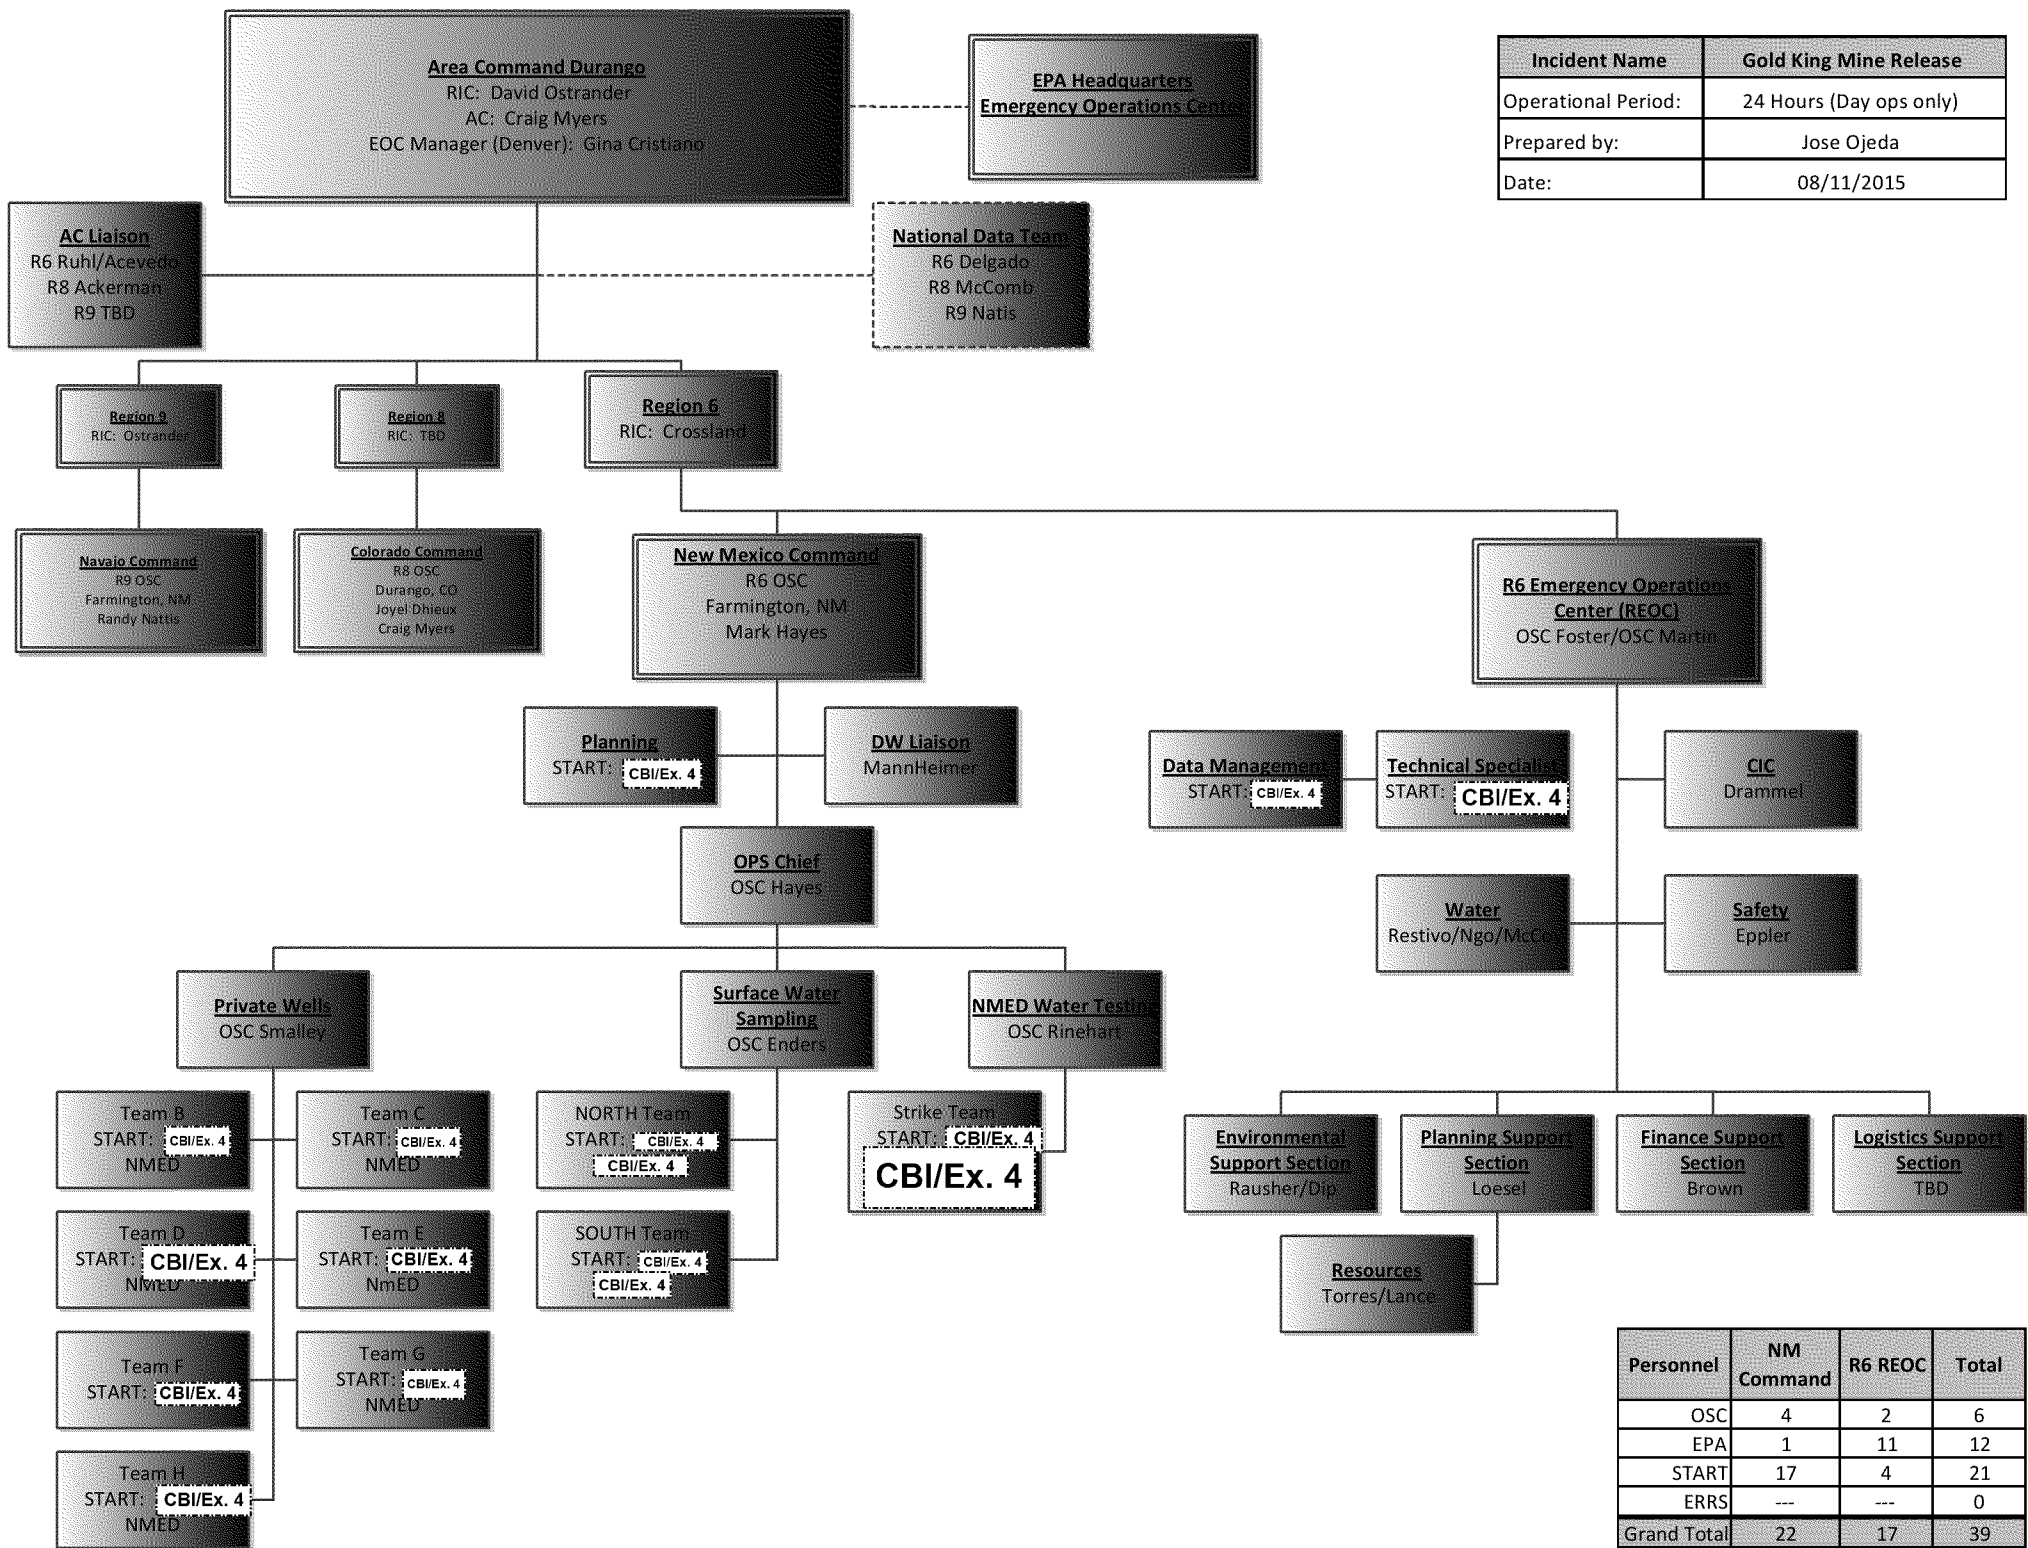 Area Command Durango
RIC: David Ostrander
AC: Craig Myers
EOC Manager (Denver): Gina Cristiano
EPA Headquarters
Emergency Operations Center
Incident Name Gold King Mine Release
Operational Period: 24 Hours (Day ops only)
Prepared by: Jose Ojeda
Date: 08/11/2015
AC Liaison
R6 Ruhl/Acevedo
R8 Ackerman
R9 TBD
National Data Team
R6 Delgado
R8 McComb
R9 Natis
Region 9
RIC: Ostrander
Region 8
RIC: TBD
Region 6
RIC: Crossland
Navajo Command
R9 OSC
Farmington, NM
Randy Nattis
Colorado Command
R8 OSC
Durango, CO
Joyel Dhieux
Craig Myers
New Mexico Command
R6 OSC
Farmington, NM
Mark Hayes
R6 Emergency Operations
Center (REOC)
OSC Foster/OSC Martin
Planning
START: CBI/Ex. 4
DW Liaison
MannHeimer
Data Management
START: CBI/Ex. 4
Technical Specialist
START: CBI/Ex. 4
CIC
Drammel
OPS Chief
OSC Hayes
Water
Restivo/Ngo/McCoy
Safety
Eppler
Private Wells
OSC Smalley
Surface Water
Sampling
OSC Enders
NMED Water Testing
OSC Rinehart
Team B
START: CBI/Ex. 4
NMED
Team C
START: CBI/Ex. 4
NMED
NORTH Team
START: CBI/Ex. 4
CBI/Ex. 4
Strike Team
START: CBI/Ex. 4
CBI/Ex. 4
Environmental
Support Section
Rausher/Dip
Planning Support
Section
Loesel
Finance Support
Section
Brown
Logistics Support
Section
TBD
Team D
START: CBI/Ex. 4
NMED
Team E
START: CBI/Ex. 4
NmED
SOUTH Team
START: CBI/Ex. 4
CBI/Ex. 4
Resources
Torres/Lance
Team F
START: CBI/Ex. 4
Team G
START: CBI/Ex. 4
NMED
Team H
START: CBI/Ex. 4
NMED
Personnel NM Command R6 REOC Total
OSC 4 2 6
EPA 1 11 12
START 17 4 21
ERRS --- --- 0
Grand Total 22 17 39